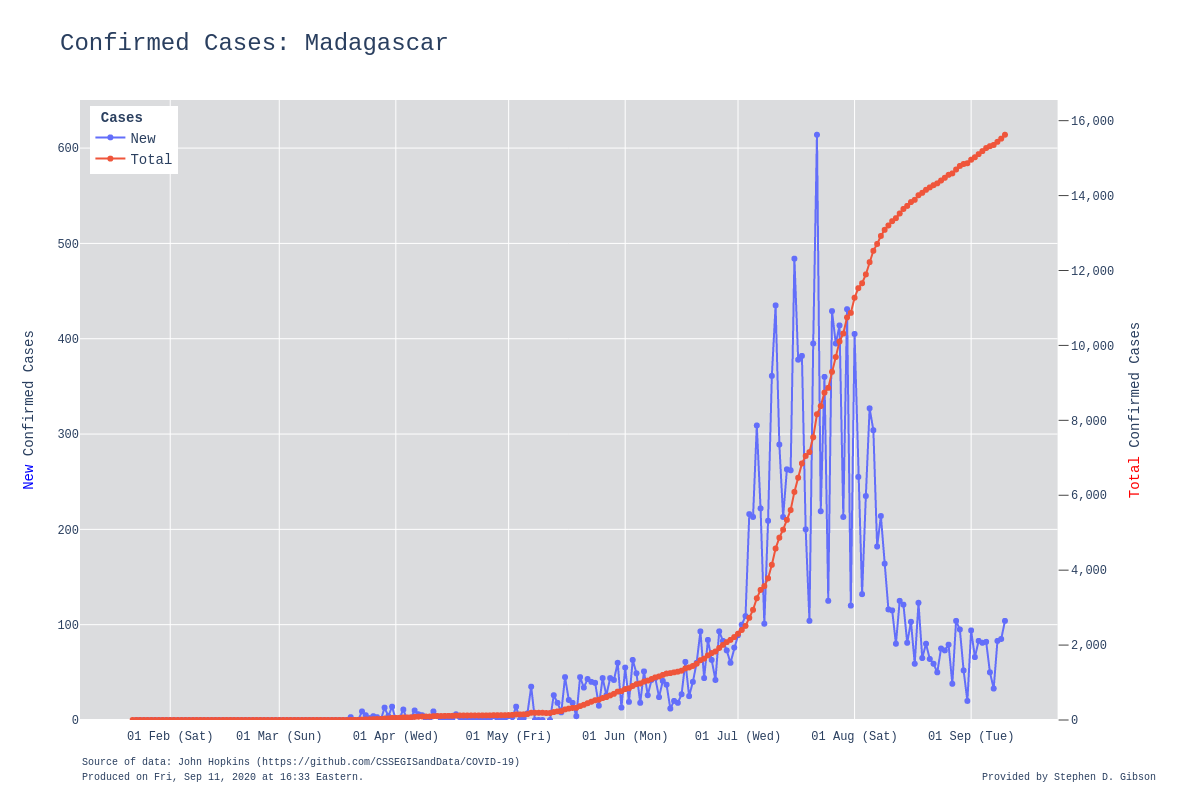 Confirmed Cases: Madagascar
Cases
New
Total
600
500
400
300
200
100
0
New Confirmed Cases
16,000
14,000
12,000
10,000
8,000
6,000
4,000
2,000
0
Total Confirmed Cases
01 Feb (Sat) 01 Mar (Sun) 01 Apr (Wed) 01 May (Fri) 01 Jun (Mon) 01 Jul (Wed) 01 Aug (Sat) 01 Sep (Tue)
Source of data: John Hopkins (https://github.com/CSSEGISandData/COVID-19)
Produced on Fri, Sep 11, 2020 at 16:33 Eastern.
Provided by Stephen D. Gibson